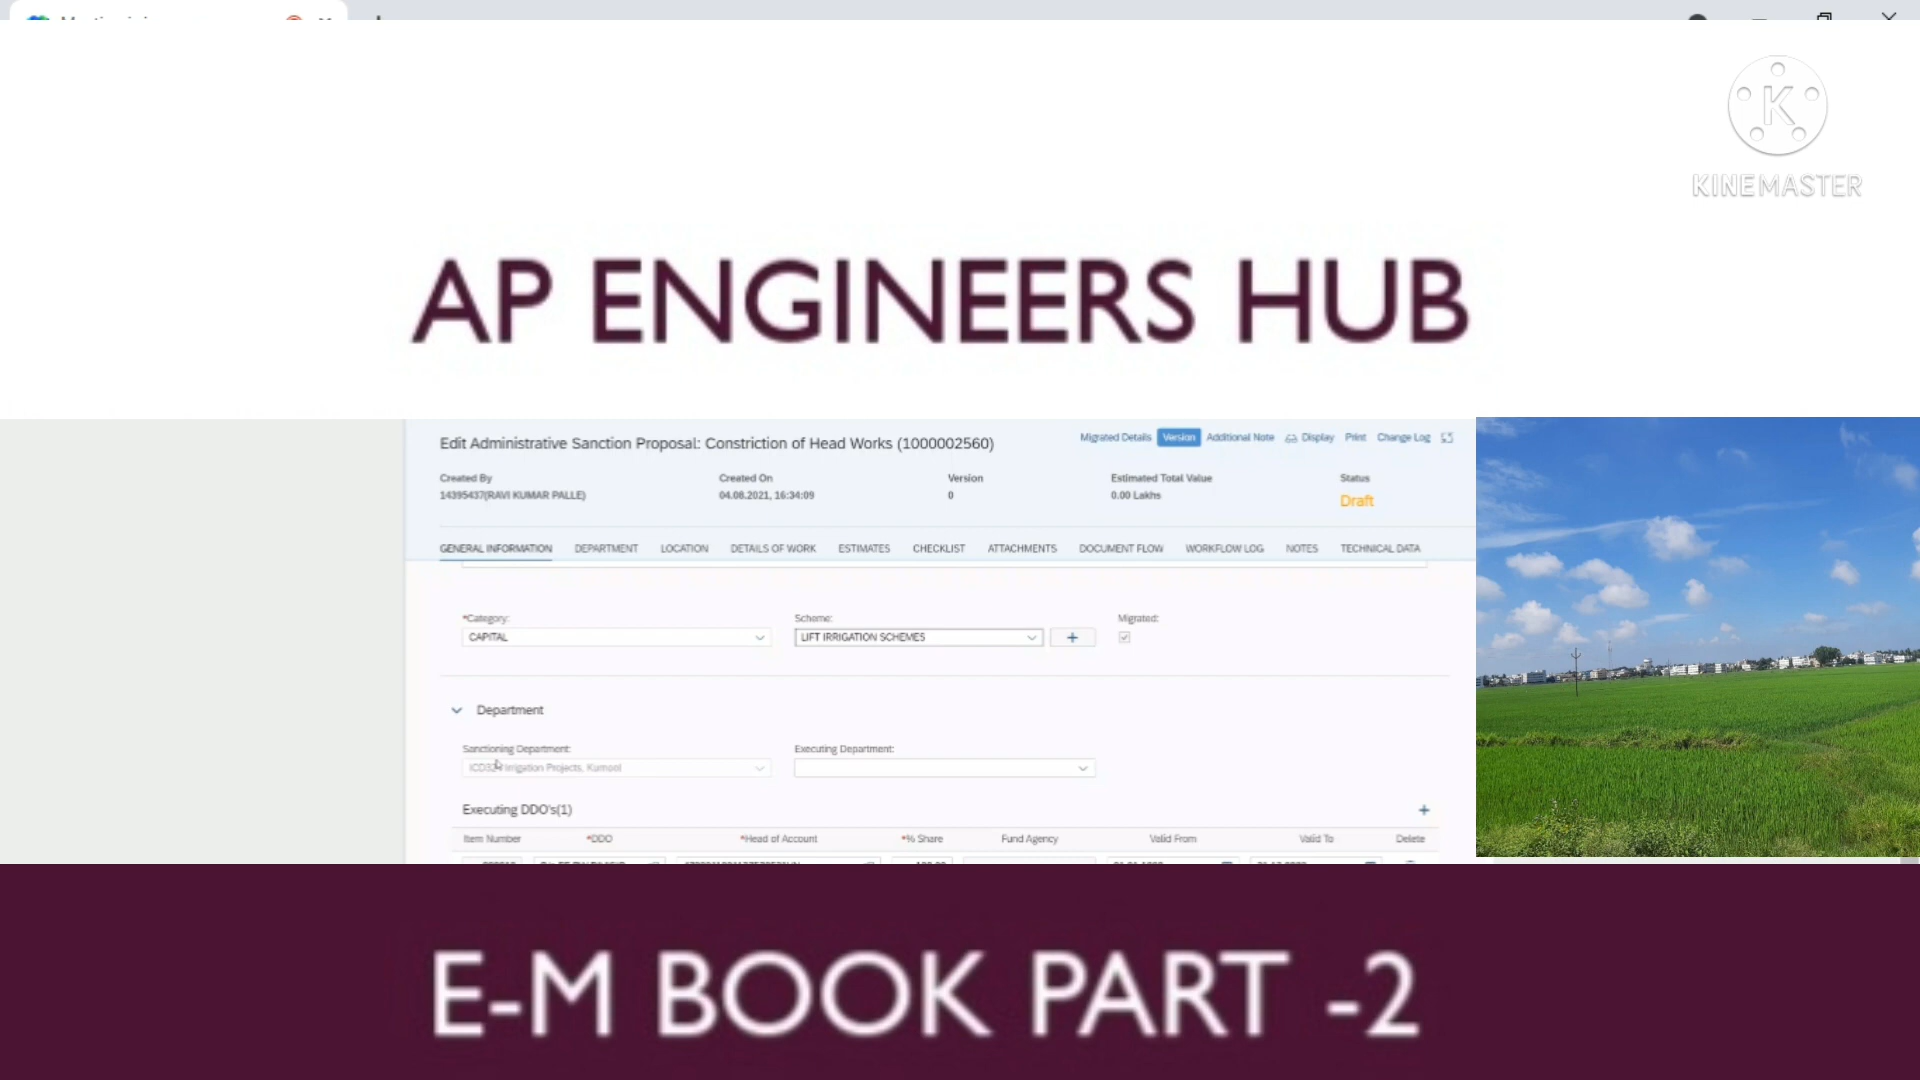 KINEMASTER
AP ENGINEERS HUB
Edit Administrative Sanction Proposal: Constriction of Head Works (1000002560)
Migrated Details Version Additional Note Display Print Change Log
Created By Created On Version Estimated Total Value Status
14395437(RAVI KUMAR PALLE) 04.08.2021, 16:34:09 0 0.00 Lakhs Draft
GENERAL INFORMATION DEPARTMENT LOCATION DETAILS OF WORK ESTIMATES CHECKLIST ATTACHMENTS DOCUMENT FLOW WORKFLOW LOG NOTES TECHNICAL DATA
*Category: Scheme: Migrated:
CAPITAL LIFT IRRIGATION SCHEMES
Department
Sanctioning Department: Executing Department:
Irrigation Projects, Kurnool
Executing DDO's(1)
Item Number *DDO *Head of Account *% Share Fund Agency Valid From Valid To Delete
E-M BOOK PART -2